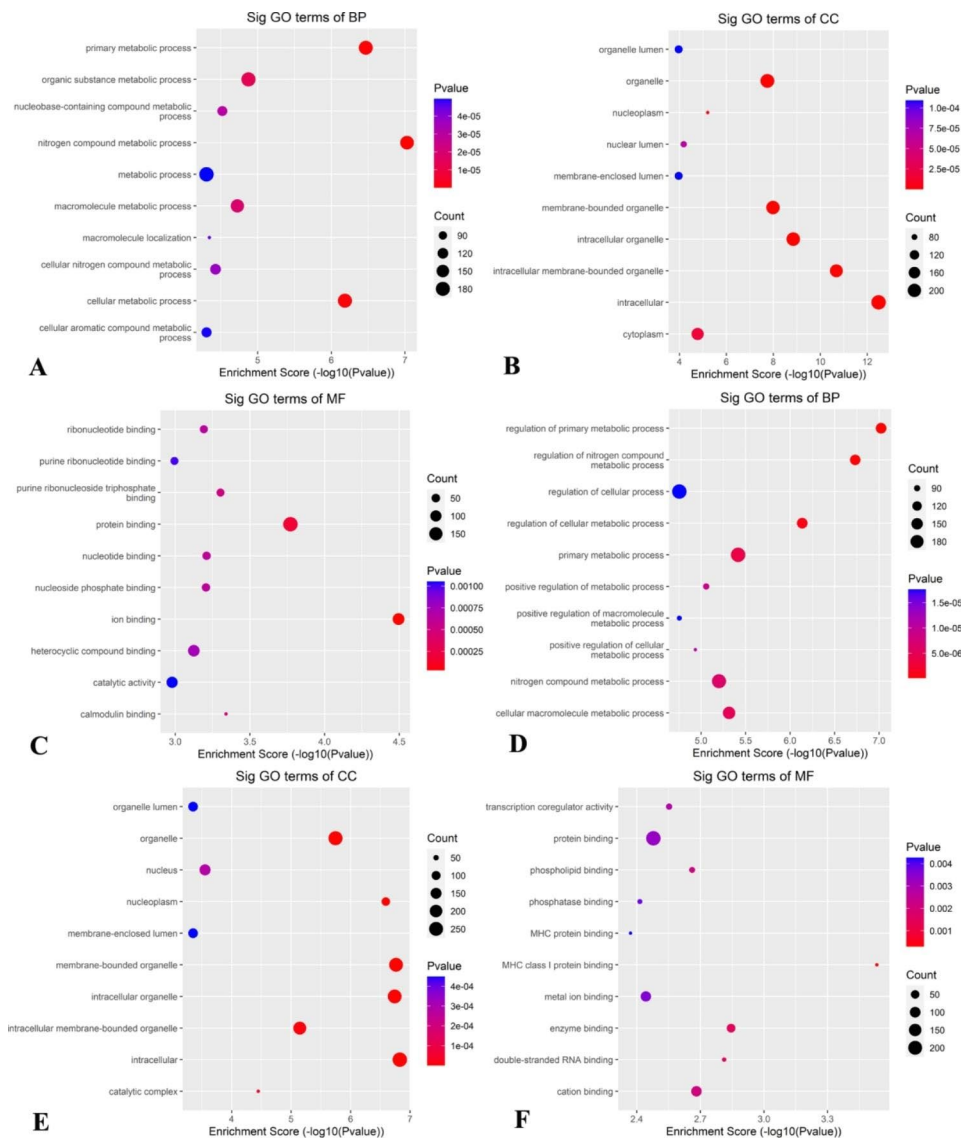 Sig GO terms of BP
primary metabolic process
organic substance metabolic process
nucleobase-containing compound metabolic
process
nitrogen compound metabolic process
metabolic process
macromolecule metabolic process
macromolecule localization
cellular nitrogen compound metabolic
process
cellular metabolic process
cellular aromatic compound metabolic
process
5 6 7
Enrichment Score (-log10(Pvalue))
Pvalue
4e-05
3e-05
2e-05
1e-05
Count
90
120
150
180
A
Sig GO terms of CC
organelle lumen
organelle
nucleoplasm
nuclear lumen
membrane-enclosed lumen
membrane-bounded organelle
intracellular organelle
intracellular membrane-bounded organelle
intracellular
cytoplasm
4 6 8 10 12
Enrichment Score (-log10(Pvalue))
Pvalue
1.0e-04
7.5e-05
5.0e-05
2.5e-05
Count
80
120
160
200
B
Sig GO terms of MF
ribonucleotide binding
purine ribonucleotide binding
purine ribonucleoside triphosphate
binding
protein binding
nucleotide binding
nucleoside phosphate binding
ion binding
heterocyclic compound binding
catalytic activity
calmodulin binding
3.0 3.5 4.0 4.5
Enrichment Score (-log10(Pvalue))
Count
50
100
150
Pvalue
0.00100
0.00075
0.00050
0.00025
C
Sig GO terms of BP
regulation of primary metabolic process
regulation of nitrogen compound
metabolic process
regulation of cellular process
regulation of cellular metabolic process
primary metabolic process
positive regulation of metabolic process
positive regulation of macromolecule
metabolic process
positive regulation of cellular
metabolic process
nitrogen compound metabolic process
cellular macromolecule metabolic process
5.0 5.5 6.0 6.5 7.0
Enrichment Score (-log10(Pvalue))
Count
90
120
150
180
Pvalue
1.5e-05
1.0e-05
5.0e-06
D
Sig GO terms of CC
organelle lumen
organelle
nucleus
nucleoplasm
membrane-enclosed lumen
membrane-bounded organelle
intracellular organelle
intracellular membrane-bounded organelle
intracellular
catalytic complex
4 5 6 7
Enrichment Score (-log10(Pvalue))
Count
50
100
150
200
250
Pvalue
4e-04
3e-04
2e-04
1e-04
E
Sig GO terms of MF
transcription coregulator activity
protein binding
phospholipid binding
phosphatase binding
MHC protein binding
MHC class I protein binding
metal ion binding
enzyme binding
double-stranded RNA binding
cation binding
2.4 2.7 3.0 3.3
Enrichment Score (-log10(Pvalue))
Pvalue
0.004
0.003
0.002
0.001
Count
50
100
150
200
F